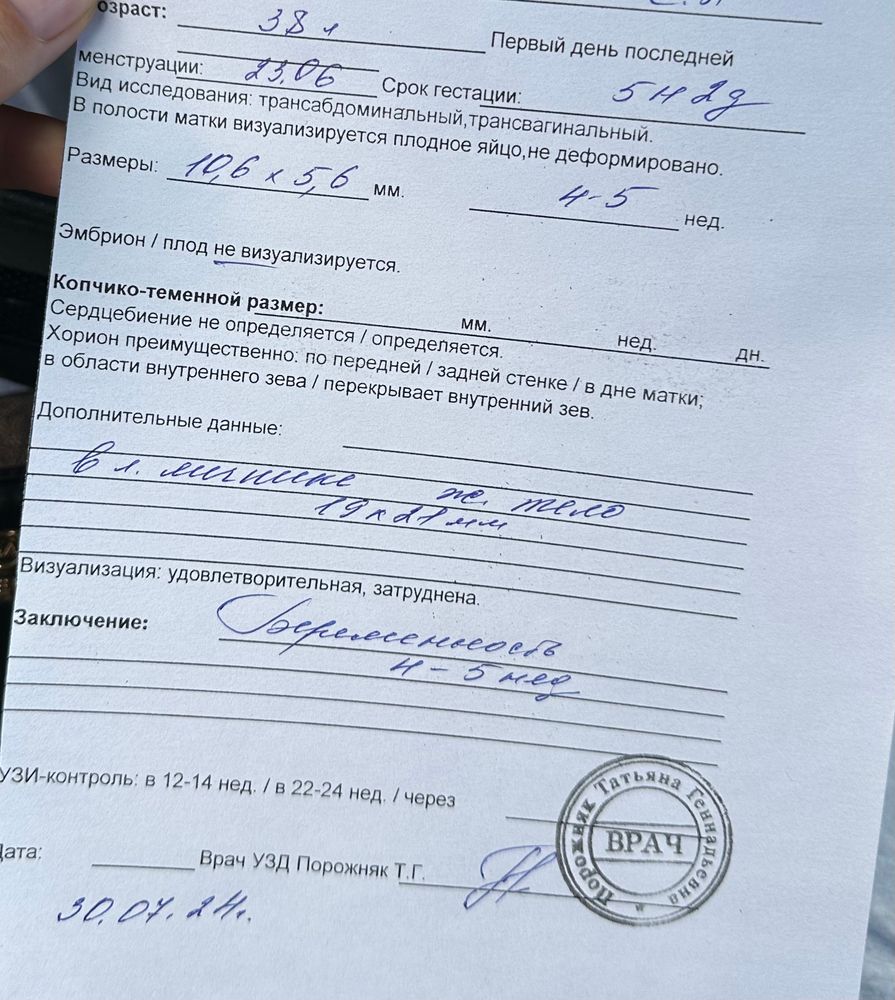 озраст: 38 л Первый день последней
менструации: 23.06 Срок гестации: 5 н 2д
Вид исследования: трансабдоминальный,трансвагинальный.
В полости матки визуализируется плодное яйцо,не деформировано.
Размеры: 10,6 х 5,6 мм. 4-5 нед.
Эмбрион / плод не визуализируется.
Копчико-теменной размер: мм. нед. дн.
Сердцебиение не определяется / определяется.
Хорион преимущественно: по передней / задней стенке / в дне матки;
в области внутреннего зева / перекрывает внутренний зев.
Дополнительные данные:
в л. яичнике ж. тело
19 х 21 мм
Визуализация: удовлетворительная, затруднена.
Заключение: Беременность
4 - 5 нед
УЗИ-контроль: в 12-14 нед. / в 22-24 нед. / через
Дата: Врач УЗД Порожняк Т.Г.
30.07.24г.
Порожняк Татьяна Геннадьевна
ВРАЧ